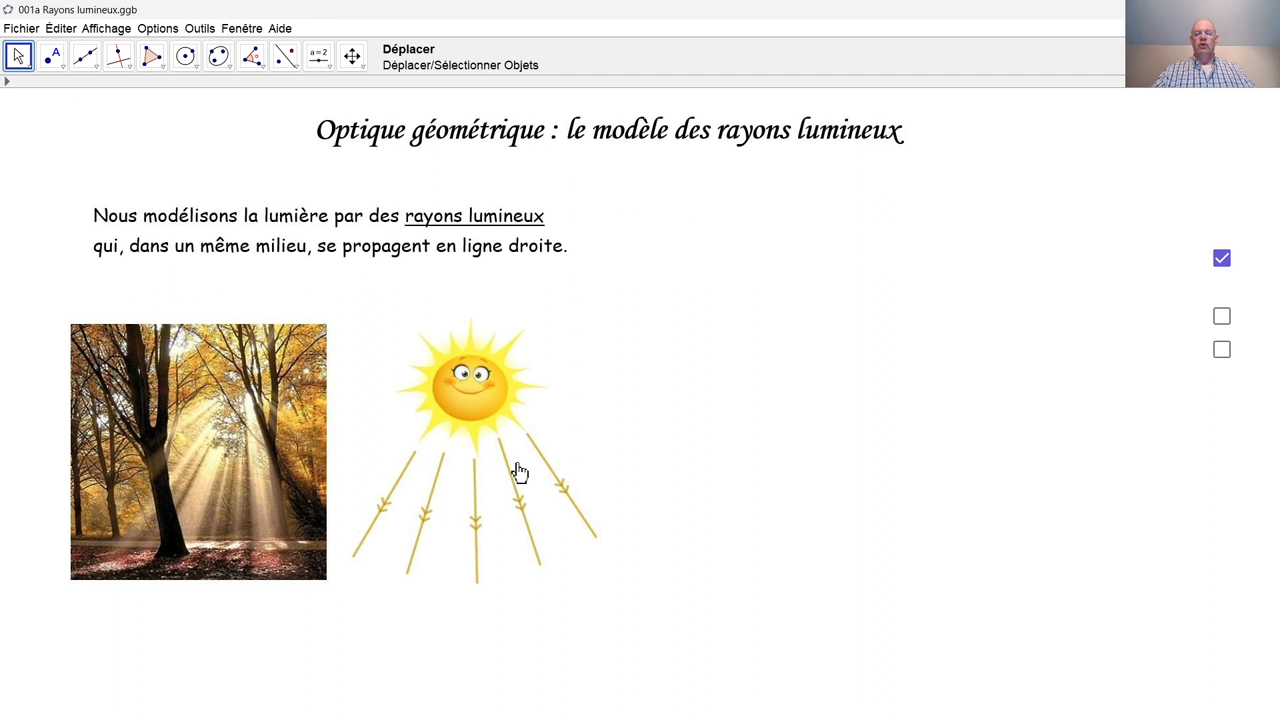 001a Rayons lumineux.ggb
Fichier Éditer Affichage Options Outils Fenêtre Aide
A
a=2
Déplacer
Déplacer/Sélectionner Objets
Optique géométrique : le modèle des rayons lumineux
Nous modélisons la lumière par des rayons lumineux
qui, dans un même milieu, se propagent en ligne droite.